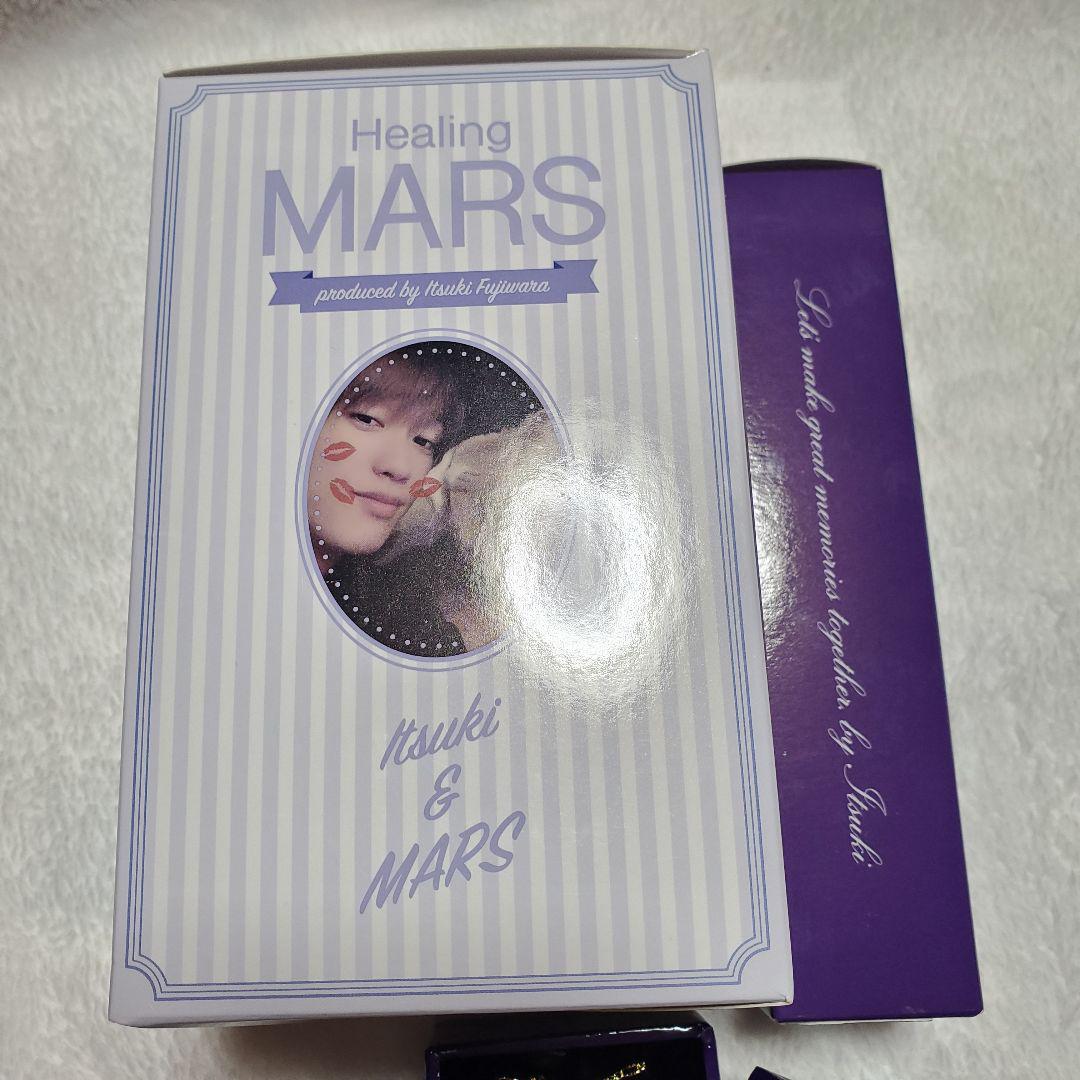 Healing
MARS
produced by Itsuki Fujiwara
Itsuki
&
MARS
Let's make great memories together. by Itsuki